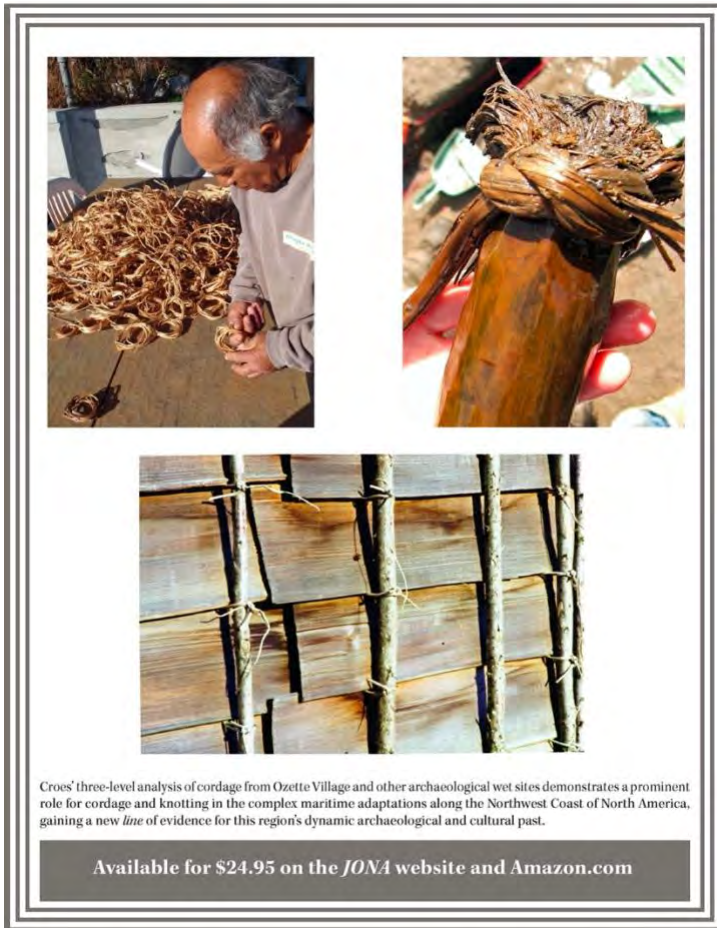 Croes' three-level analysis of cordage from Ozette Village and other archaeological wet sites demonstrates a prominent
role for cordage and knotting in the complex maritime adaptations along the Northwest Coast of North America,
gaining a new line of evidence for this region's dynamic archaeological and cultural past.
Available for $24.95 on the JONA website and Amazon.com